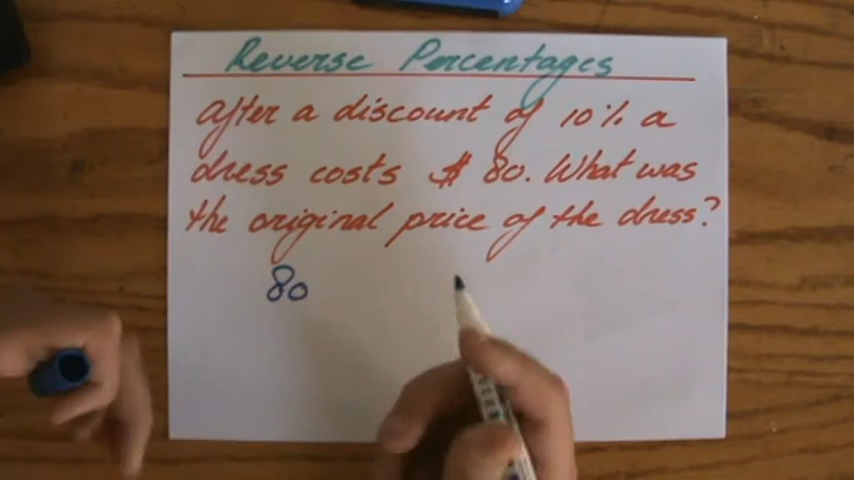 Reverse Percentages
After a discount of 10% a
dress costs $ 80. What was
the original price of the dress?
80